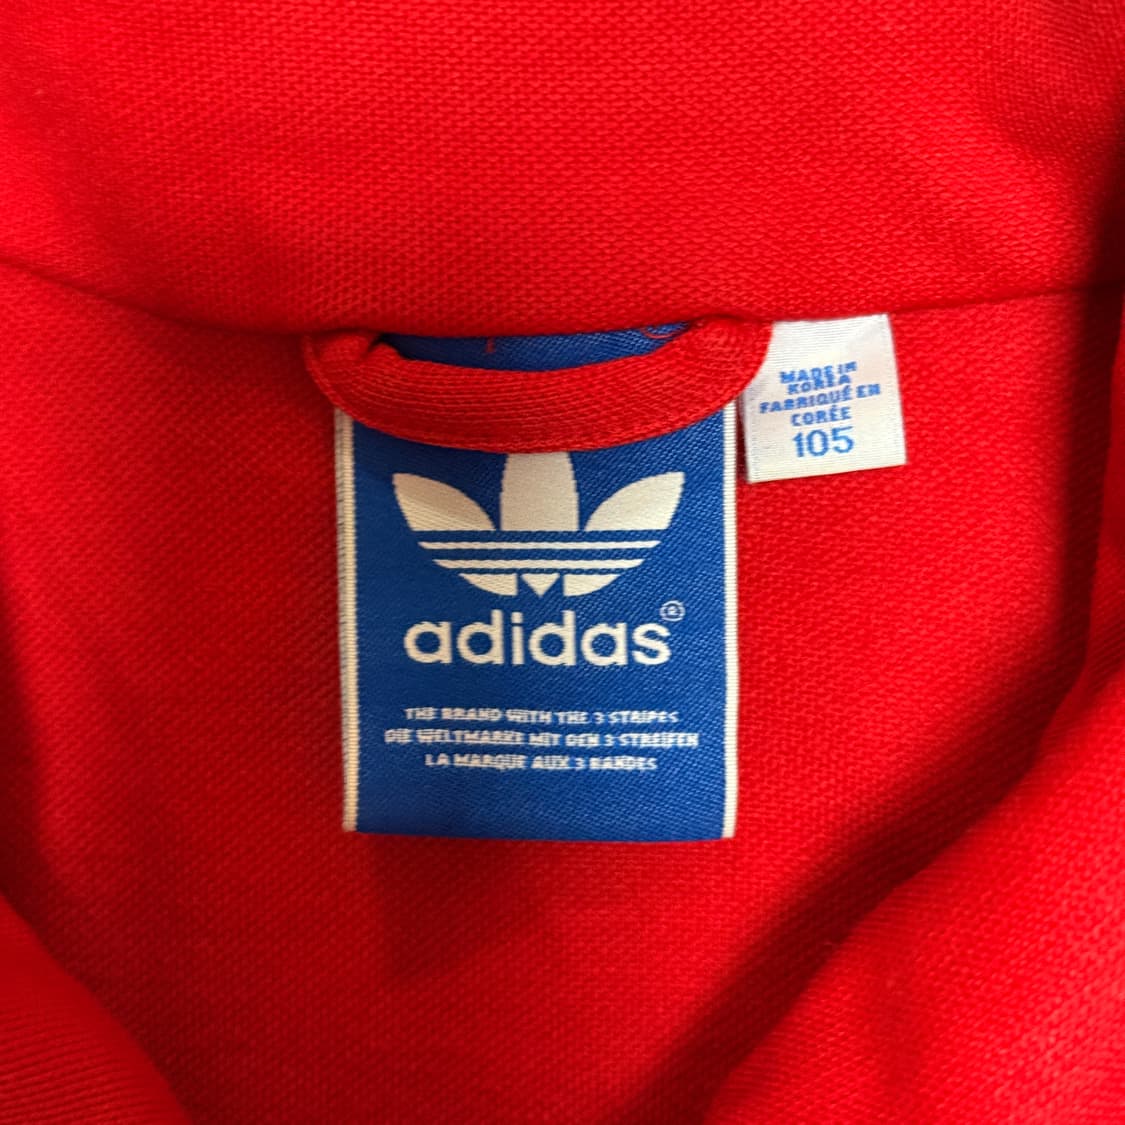 MADE IN
KOREA
FABRIQUÉ EN
CORÉE
105
adidas®
THE BRAND WITH THE 3 STRIPES
DIE WELTMARKE MIT DEN 3 STREIFEN
LA MARQUE AUX 3 BANDES